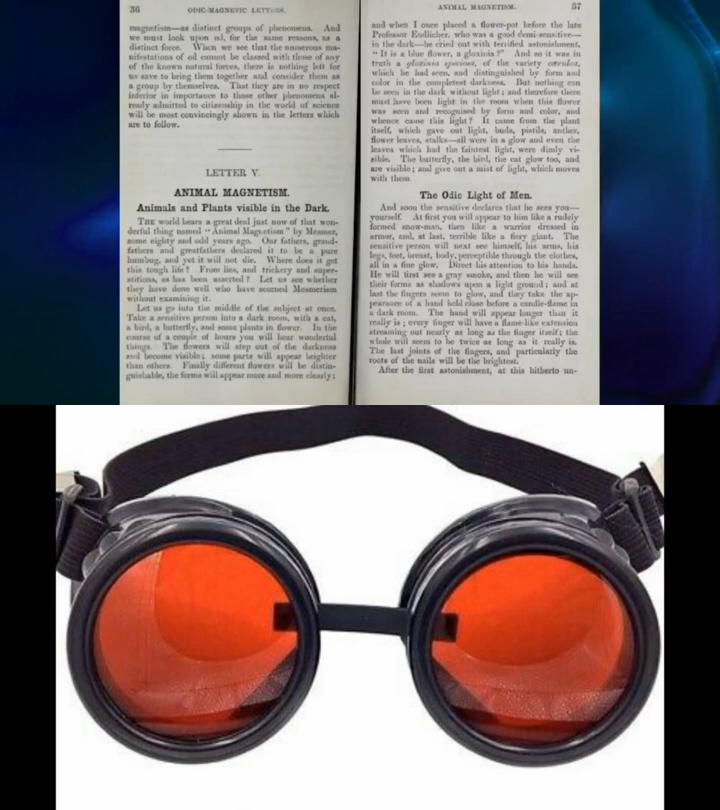 36 ODIC-MAGNETIC LETTERS.
magnetism—as distinct groups of phenomena. And
we must look upon od, for the same reasons, as a
distinct force. When we see that the numerous ma-
nifestations of od cannot be classed with those of any
of the known natural forces, there is nothing left for
us save to bring them together and consider them as
a group by themselves. That they are in no respect
inferior in importance to those other phenomena al-
ready admitted to citizenship in the world of science
will be most convincingly shown in the letters which
are to follow.
LETTER V.
ANIMAL MAGNETISM.
Animals and Plants visible in the Dark.
THE world hears a great deal just now of that won-
derful thing named "Animal Magnetism" by Mesmer,
some eighty and odd years ago. Our fathers, grand-
fathers and greatfathers declared it to be a pure
humbug, and yet it will not die. Where does it get
this tough life? From lies, and trickery and super-
stitions, as has been asserted? Let us see whether
they have done well who have scorned Mesmerism
without examining it.
Let us go into the middle of the subject at once.
Take a sensitive person into a dark room, with a cat,
a bird, a butterfly, and some plants in flower. In the
course of a couple of hours you will hear wonderful
things. The flowers will step out of the darkness
and become visible; some parts will appear brighter
than others. Finally different flowers will be distin-
guishable, the forms will appear more and more clearly;
ANIMAL MAGNETISM. 37
and when I once placed a flower-pot before the late
Professor Endlicher, who was a good demi-sensitive—
in the dark—he cried out with terrified astonishment,
"It is a blue flower, a gloxinia?" And so it was in
truth a gloxinia speciosa, of the variety cœrulea,
which he had seen, and distinguished by form and
color in the completest darkness. But nothing can
be seen in the dark without light; and therefore there
must have been light in the room when this flower
was seen and recognised by form and color, and
whence came this light? It came from the plant
itself, which gave out light, buds, pistils, anther,
flower leaves, stalks—all were in a glow and even the
leaves which had the faintest light, were dimly vi-
sible. The butterfly, the bird, the cat glow too, and
are visible; and give out a mist of light, which moves
with them.
The Odic Light of Men.
And soon the sensitive declares that he sees you—
yourself. At first you will appear to him like a rudely
formed snow-man, then like a warrior dressed in
armor, and, at last, terrible like a fiery giant. The
sensitive person will next see himself, his arms, his
legs, feet, breast, body, perceptible through the clothes,
all in a fine glow. Direct his attention to his hands.
He will first see a gray smoke, and then he will see
their forms as shadows upon a light ground; and at
last the fingers seem to glow, and they take the ap-
pearance of a hand held close before a candle-flame in
a dark room. The hand will appear longer than it
really is; every finger will have a flame-like extension
streaming out nearly as long as the finger itself; the
whole will seem to be twice as long as it really is.
The last joints of the fingers, and particularly the
roots of the nails will be the brightest.
After the first astonishment, at this hitherto un-